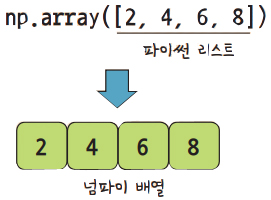 np.array([2, 4, 6, 8])
파이썬 리스트
2 4 6 8
넘파이 배열